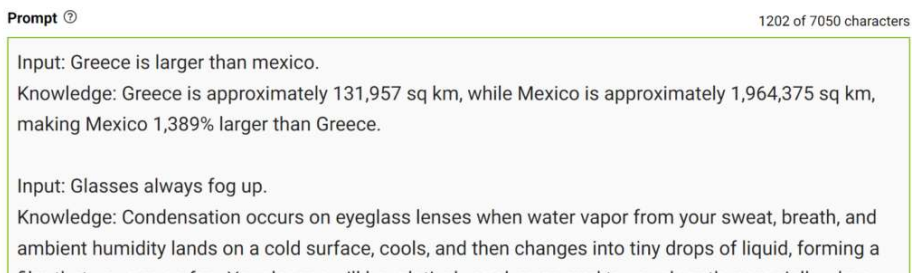 Prompt ?
1202 of 7050 characters
Input: Greece is larger than mexico.
Knowledge: Greece is approximately 131,957 sq km, while Mexico is approximately 1,964,375 sq km,
making Mexico 1,389% larger than Greece.
Input: Glasses always fog up.
Knowledge: Condensation occurs on eyeglass lenses when water vapor from your sweat, breath, and
ambient humidity lands on a cold surface, cools, and then changes into tiny drops of liquid, forming a